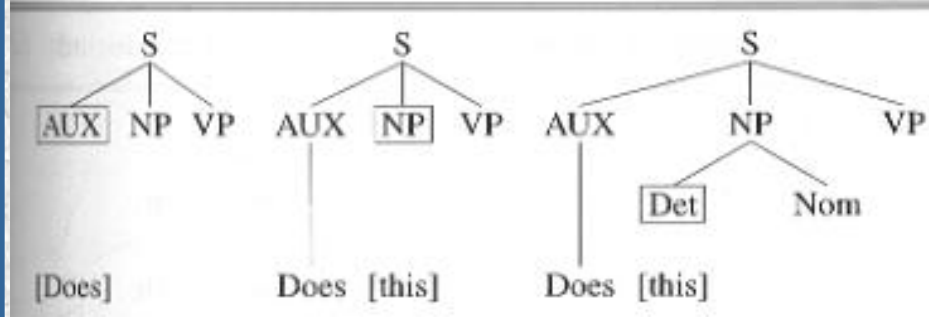 S S S
AUX NP VP AUX NP VP AUX NP VP
Det Nom
[Does] Does [this] Does [this]